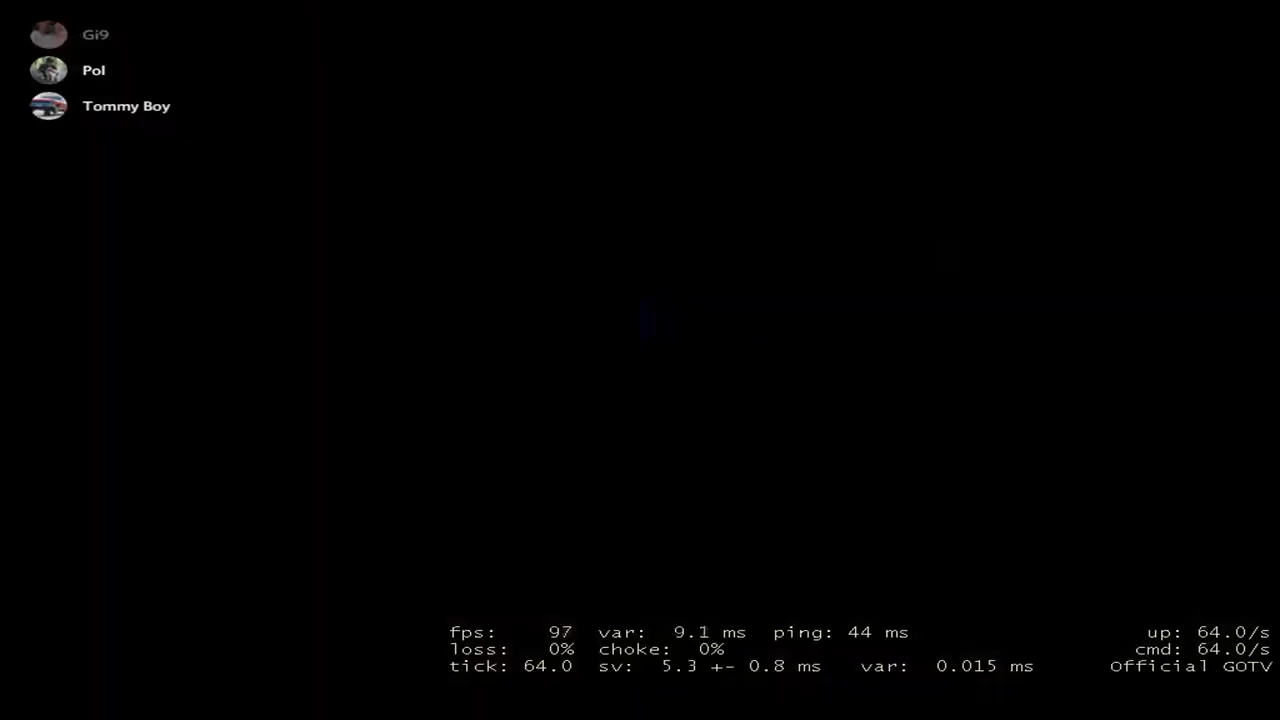 Gi9
Pol
Tommy Boy
fps: 97 var: 9.1 ms ping: 44 ms up: 64.0/s
loss: 0% choke: 0% cmd: 64.0/s
tick: 64.0 sv: 5.3 +- 0.8 ms var: 0.015 ms Official GOTV